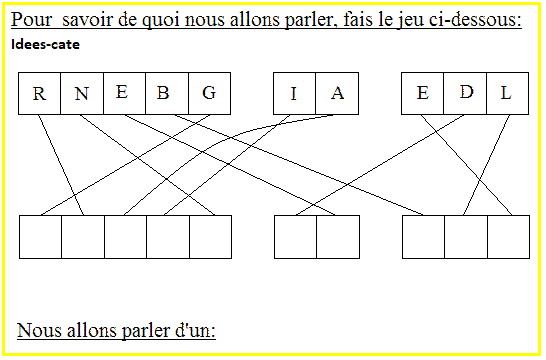 Pour savoir de quoi nous allons parler, fais le jeu ci-dessous:
Idees-cate
R N E B G I A E D L
Nous allons parler d'un: